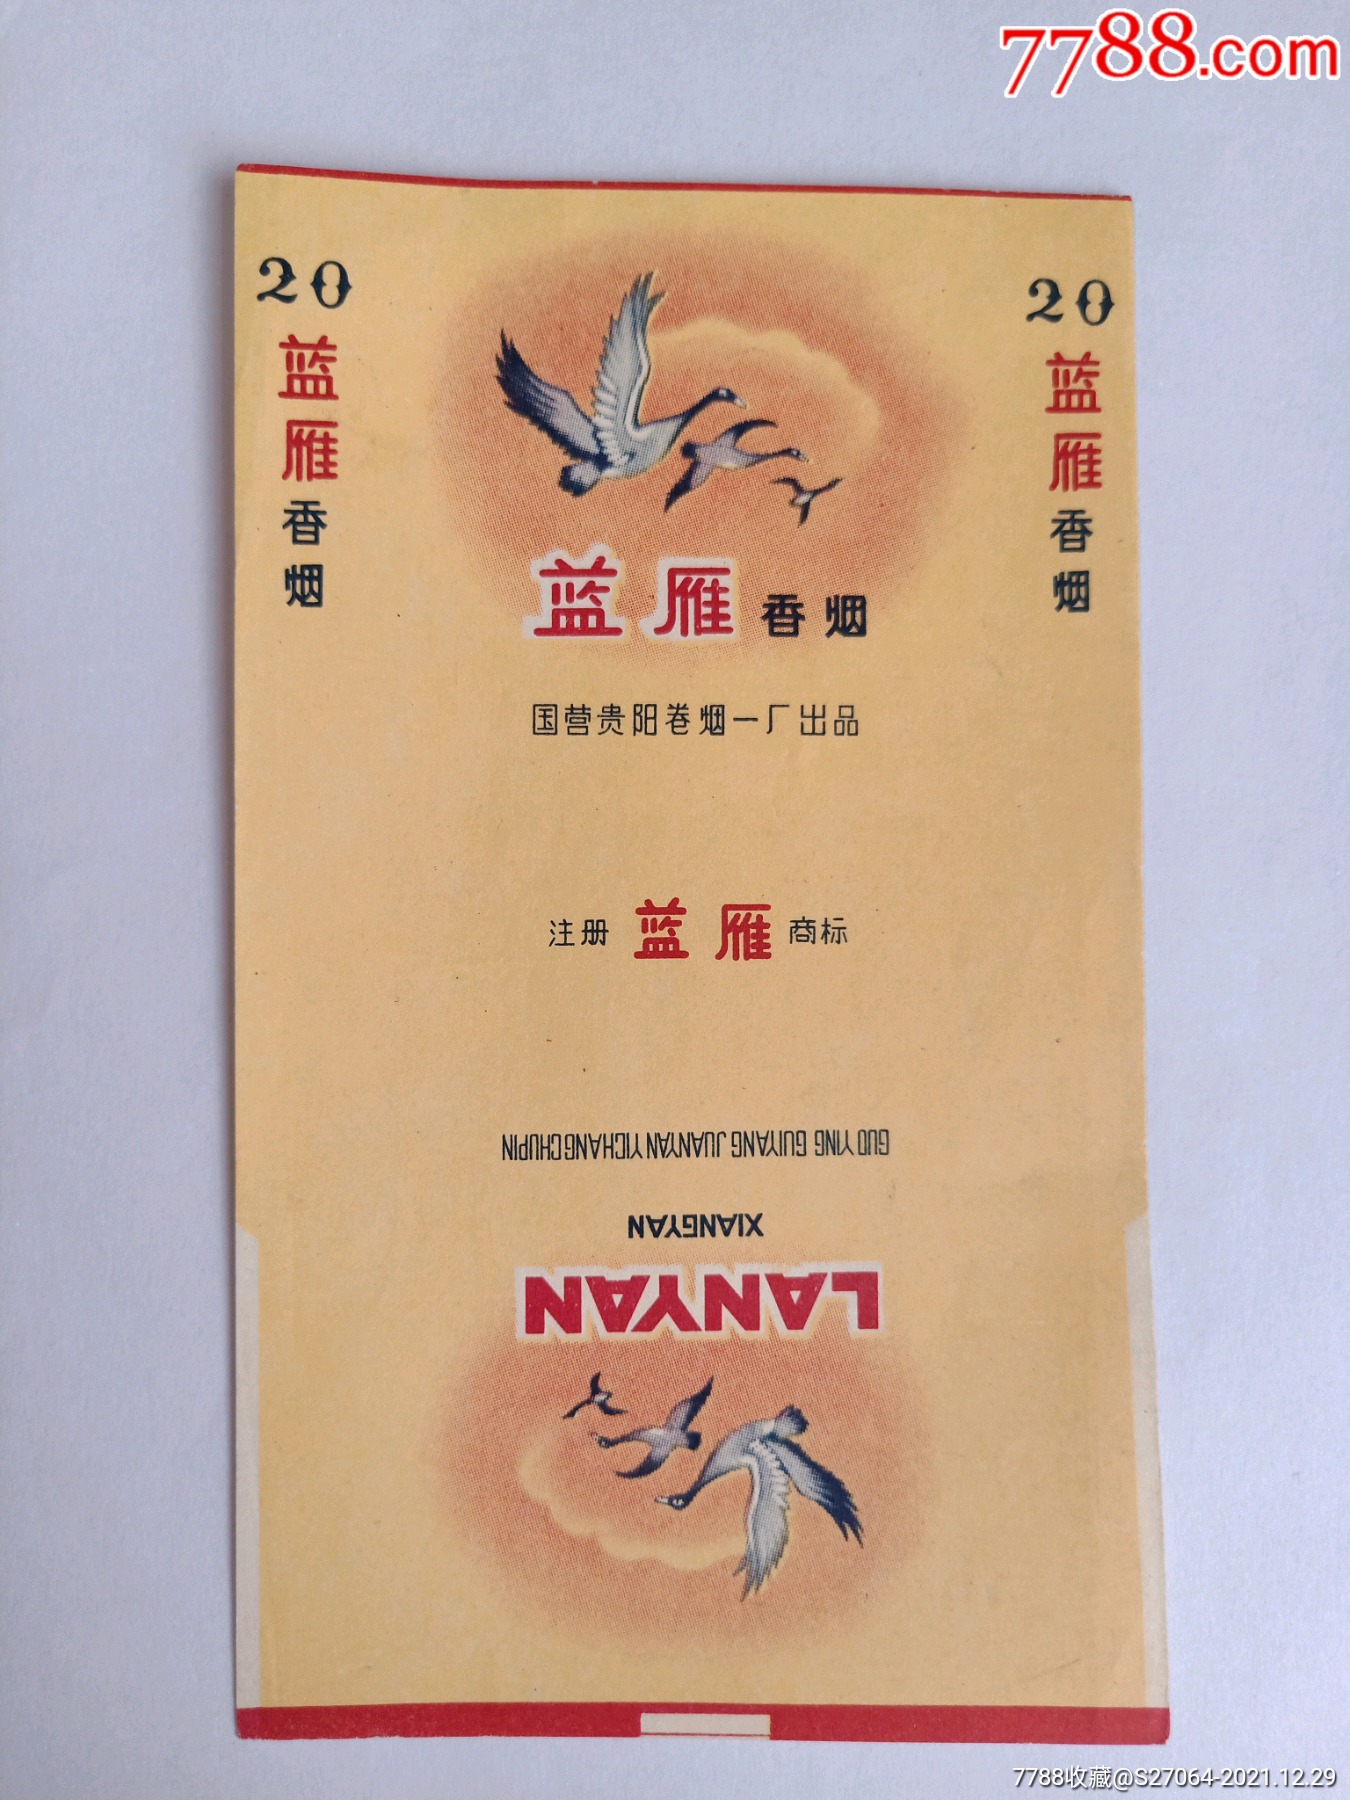 7788.com
20
蓝雁香烟
20
蓝雁香烟
蓝雁香烟
国营贵阳卷烟一厂出品
注册 蓝雁 商标
GUO YING GUIYANG JUANYAN YICHANG CHUPIN
XIANGYAN
LANYAN
7788收藏@S27064-2021.12.29